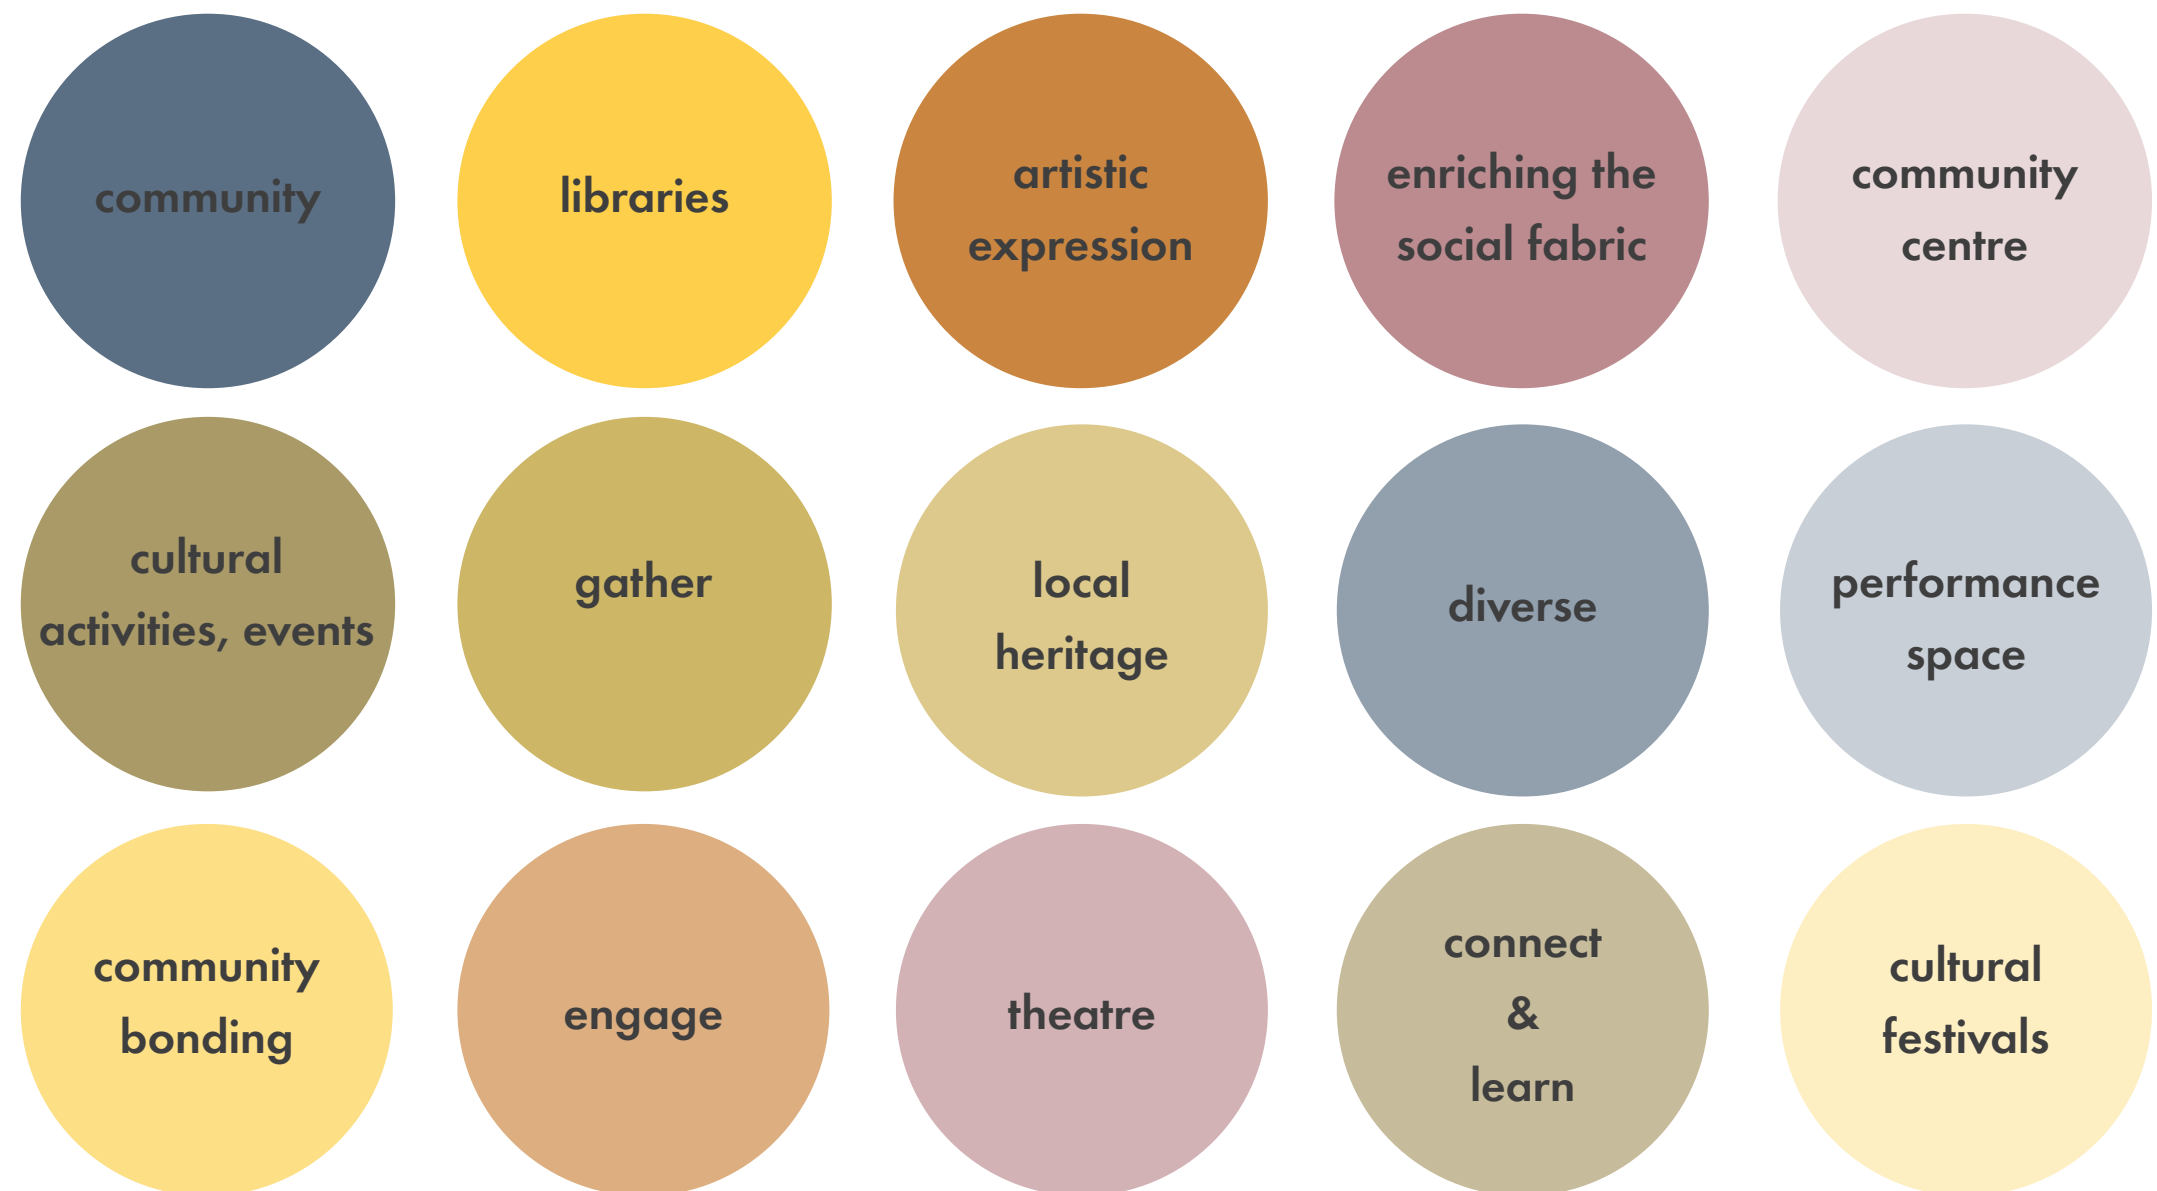 community
libraries
artistic
expression
enriching the
social fabric
community
centre
cultural
activities, events
gather
local
heritage
diverse
performance
space
community
bonding
engage
theatre
connect
&
learn
cultural
festivals